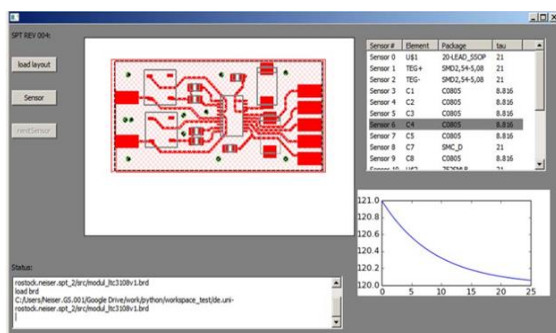 SPT REV 004:
load layout
Sensor
nextSensor
Sensor # Element Package tau
Sensor 0 U$1 20-LEAD_SSOP 21
Sensor 1 TEG+ SMD2,54-5,08 21
Sensor 2 TEG- SMD2,54-5,08 21
Sensor 3 C1 C0805 8.816
Sensor 4 C2 C0805 8.816
Sensor 5 C3 C0805 8.816
Sensor 6 C4 C0805 8.816
Sensor 7 C5 C0805 8.816
Sensor 8 C7 SMC_D 21
Sensor 9 C8 C0805 8.816
Sensor 10
121.0
120.8
120.6
120.4
120.2
120.0
0 5 10 15 20 25
Status:
rostock.neiser.spt_2/src/modul_ltc3108v1.brd
load brd
C:/Users/Neiser.GS.001/Google Drive/work/python/workspace_test/de.uni-
rostock.neiser.spt_2/src/modul_ltc3108v1.brd